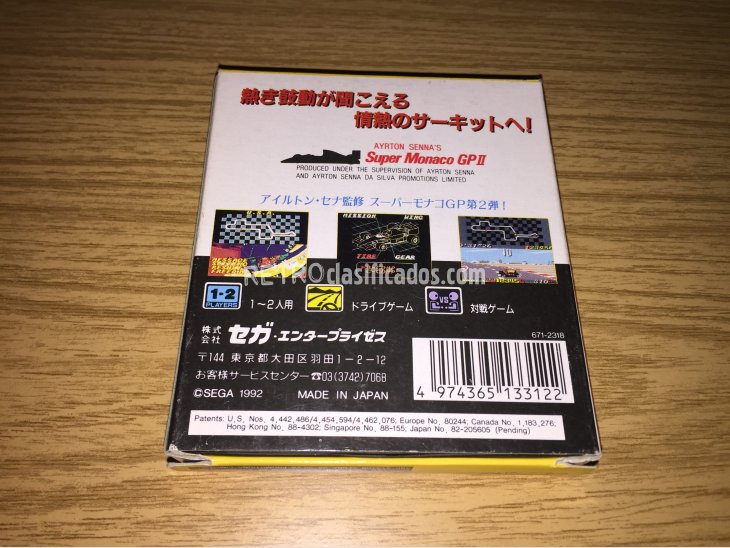 熱き鼓動が聞こえる
情熱のサーキットへ!
AYRTON SENNA'S
Super Monaco GP II
PRODUCED UNDER THE SUPERVISION OF AYRTON SENNA
AND AYRTON SENNA DA SILVA PROMOTIONS LIMITED
アイルトン・セナ監修 スーパーモナコGP第2弾!
U.S.A.
MISSION WING
TIRE GEAR
RETROclasificados.com
1-2 PLAYERS
1〜2人用
ドライブゲーム
VS
対戦ゲーム
株式会社 セガ・エンタープライゼス
671-2318
〒144 東京都大田区羽田1-2-12
お客様サービスセンター ☎03(3742)7068
©SEGA 1992 MADE IN JAPAN
4 974365 133122
Patents: U.S. Nos. 4,442,486/4,454,594/4,462,076; Europe No. 80244; Canada No. 1,183,276;
Hong Kong No. 88-4302; Singapore No. 88-155; Japan No. 82-205605 (Pending)